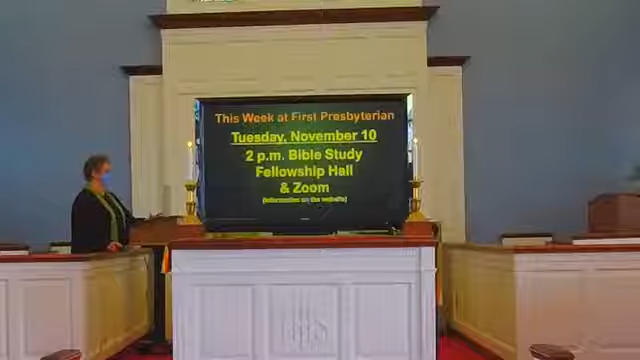 This Week at First Presbyterian
Tuesday, November 10
2 p.m. Bible Study
Fellowship Hall
& Zoom
(information on the website)